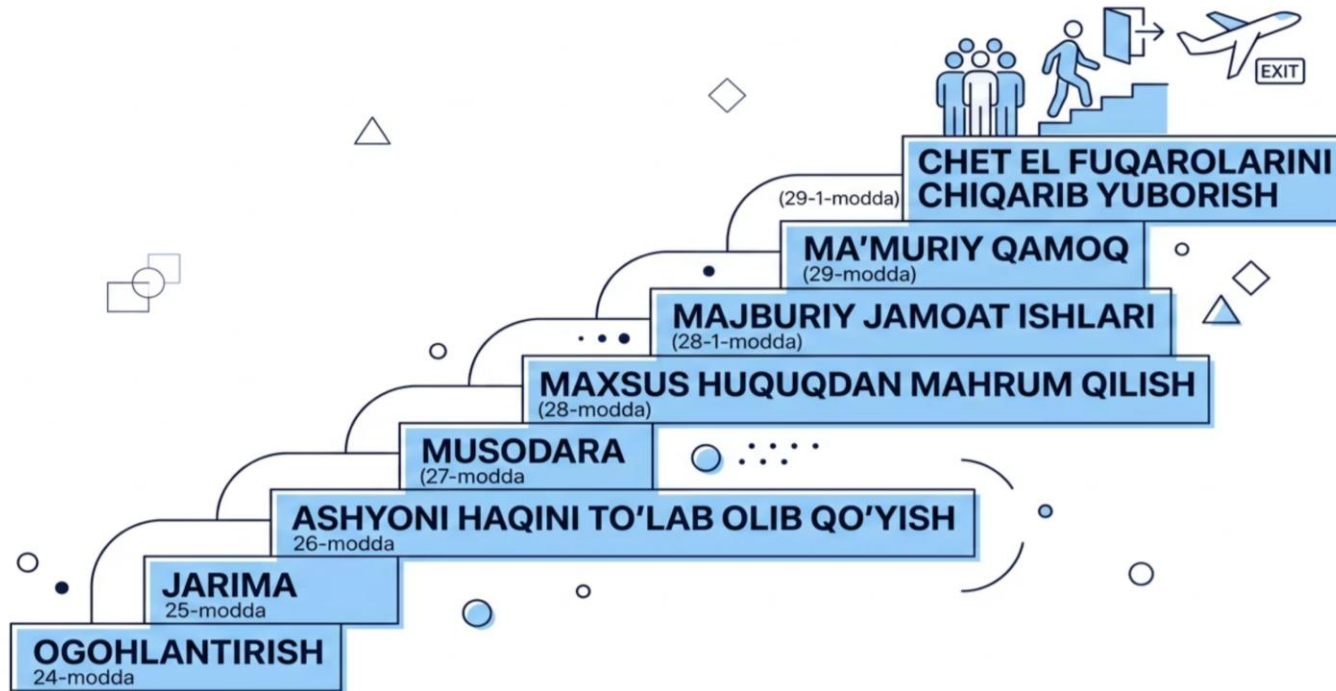 EXIT
CHET EL FUQAROLARINI
CHIQARIB YUBORISH
(29-1-modda)
MA’MURIY QAMOQ
(29-modda)
MAJBURIY JAMOAT ISHLARI
(28-1-modda)
MAXSUS HUQUQDAN MAHRUM QILISH
(28-modda)
MUSODARA
(27-modda
ASHYONI HAQINI TO’LAB OLIB QO’YISH
26-modda
JARIMA
25-modda
OGOHLANTIRISH
24-modda